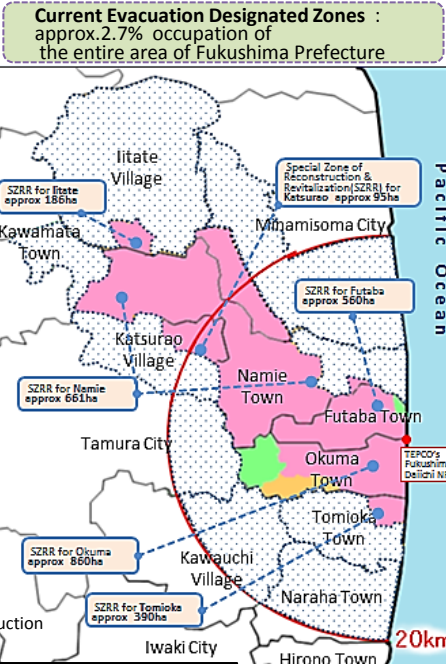 Current Evacuation Designated Zones :
approx.2.7% occupation of
the entire area of Fukushima Prefecture
Iitate
Village
Special Zone of
Reconstruction &
Revitalization(SZRR) for
Katsurao approx 95ha
SZRR for Iitate
approx 186ha
Pacific Ocean
Minamisoma City
Kawamata
Town
SZRR for Futaba
approx 560ha
Katsurao
Village
Namie
Town
SZRR for Namie
approx 661ha
Futaba Town
Tamura City
Okuma
Town
TEPCO's
Fukushim
Daiichi N
Tomioka
Town
SZRR for Okuma
approx 860ha
Kawauchi
Village
SZRR for Tomioka
approx 390ha
Naraha Town
uction
Iwaki City
20km
Hirono Town